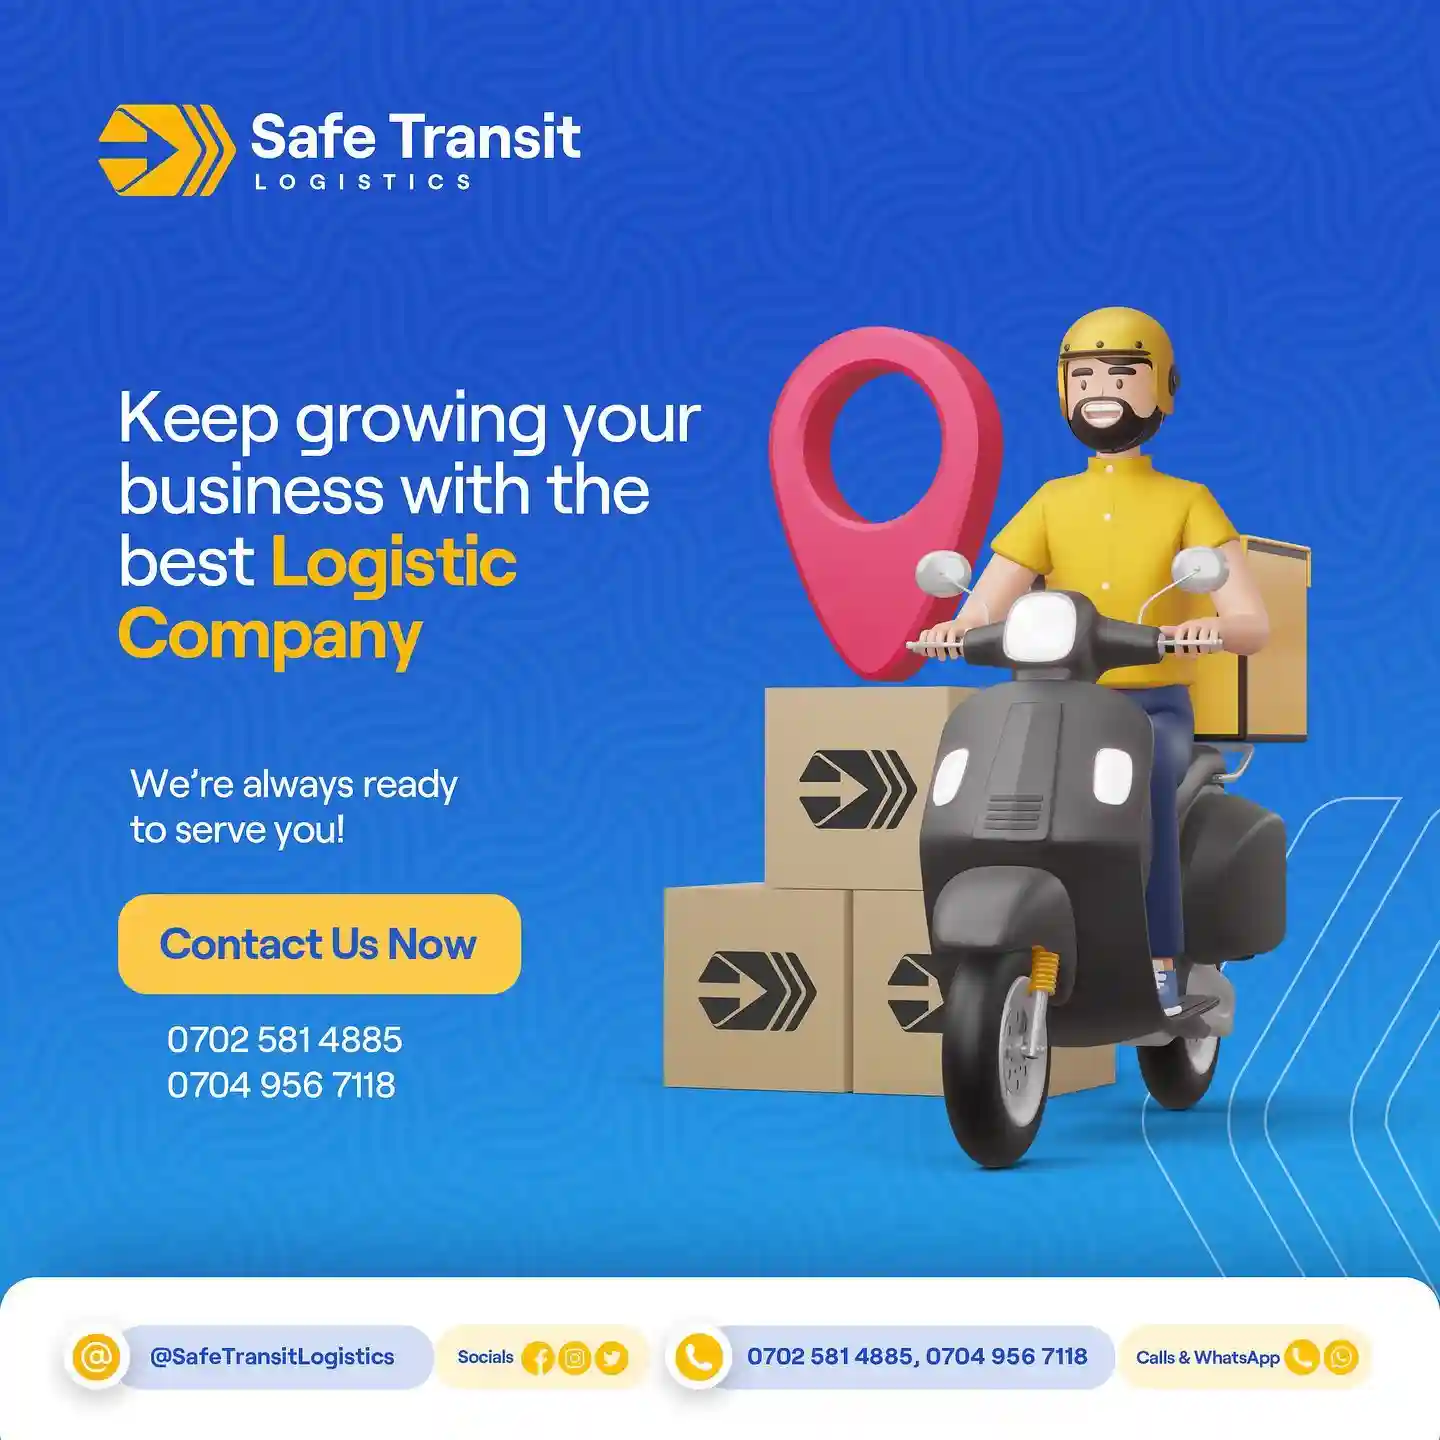 Safe Transit
LOGISTICS
Keep growing your
business with the
best Logistic
Company
We’re always ready
to serve you!
Contact Us Now
0702 581 4885
0704 956 7118
@SafeTransitLogistics
Socials
0702 581 4885, 0704 956 7118
Calls & WhatsApp